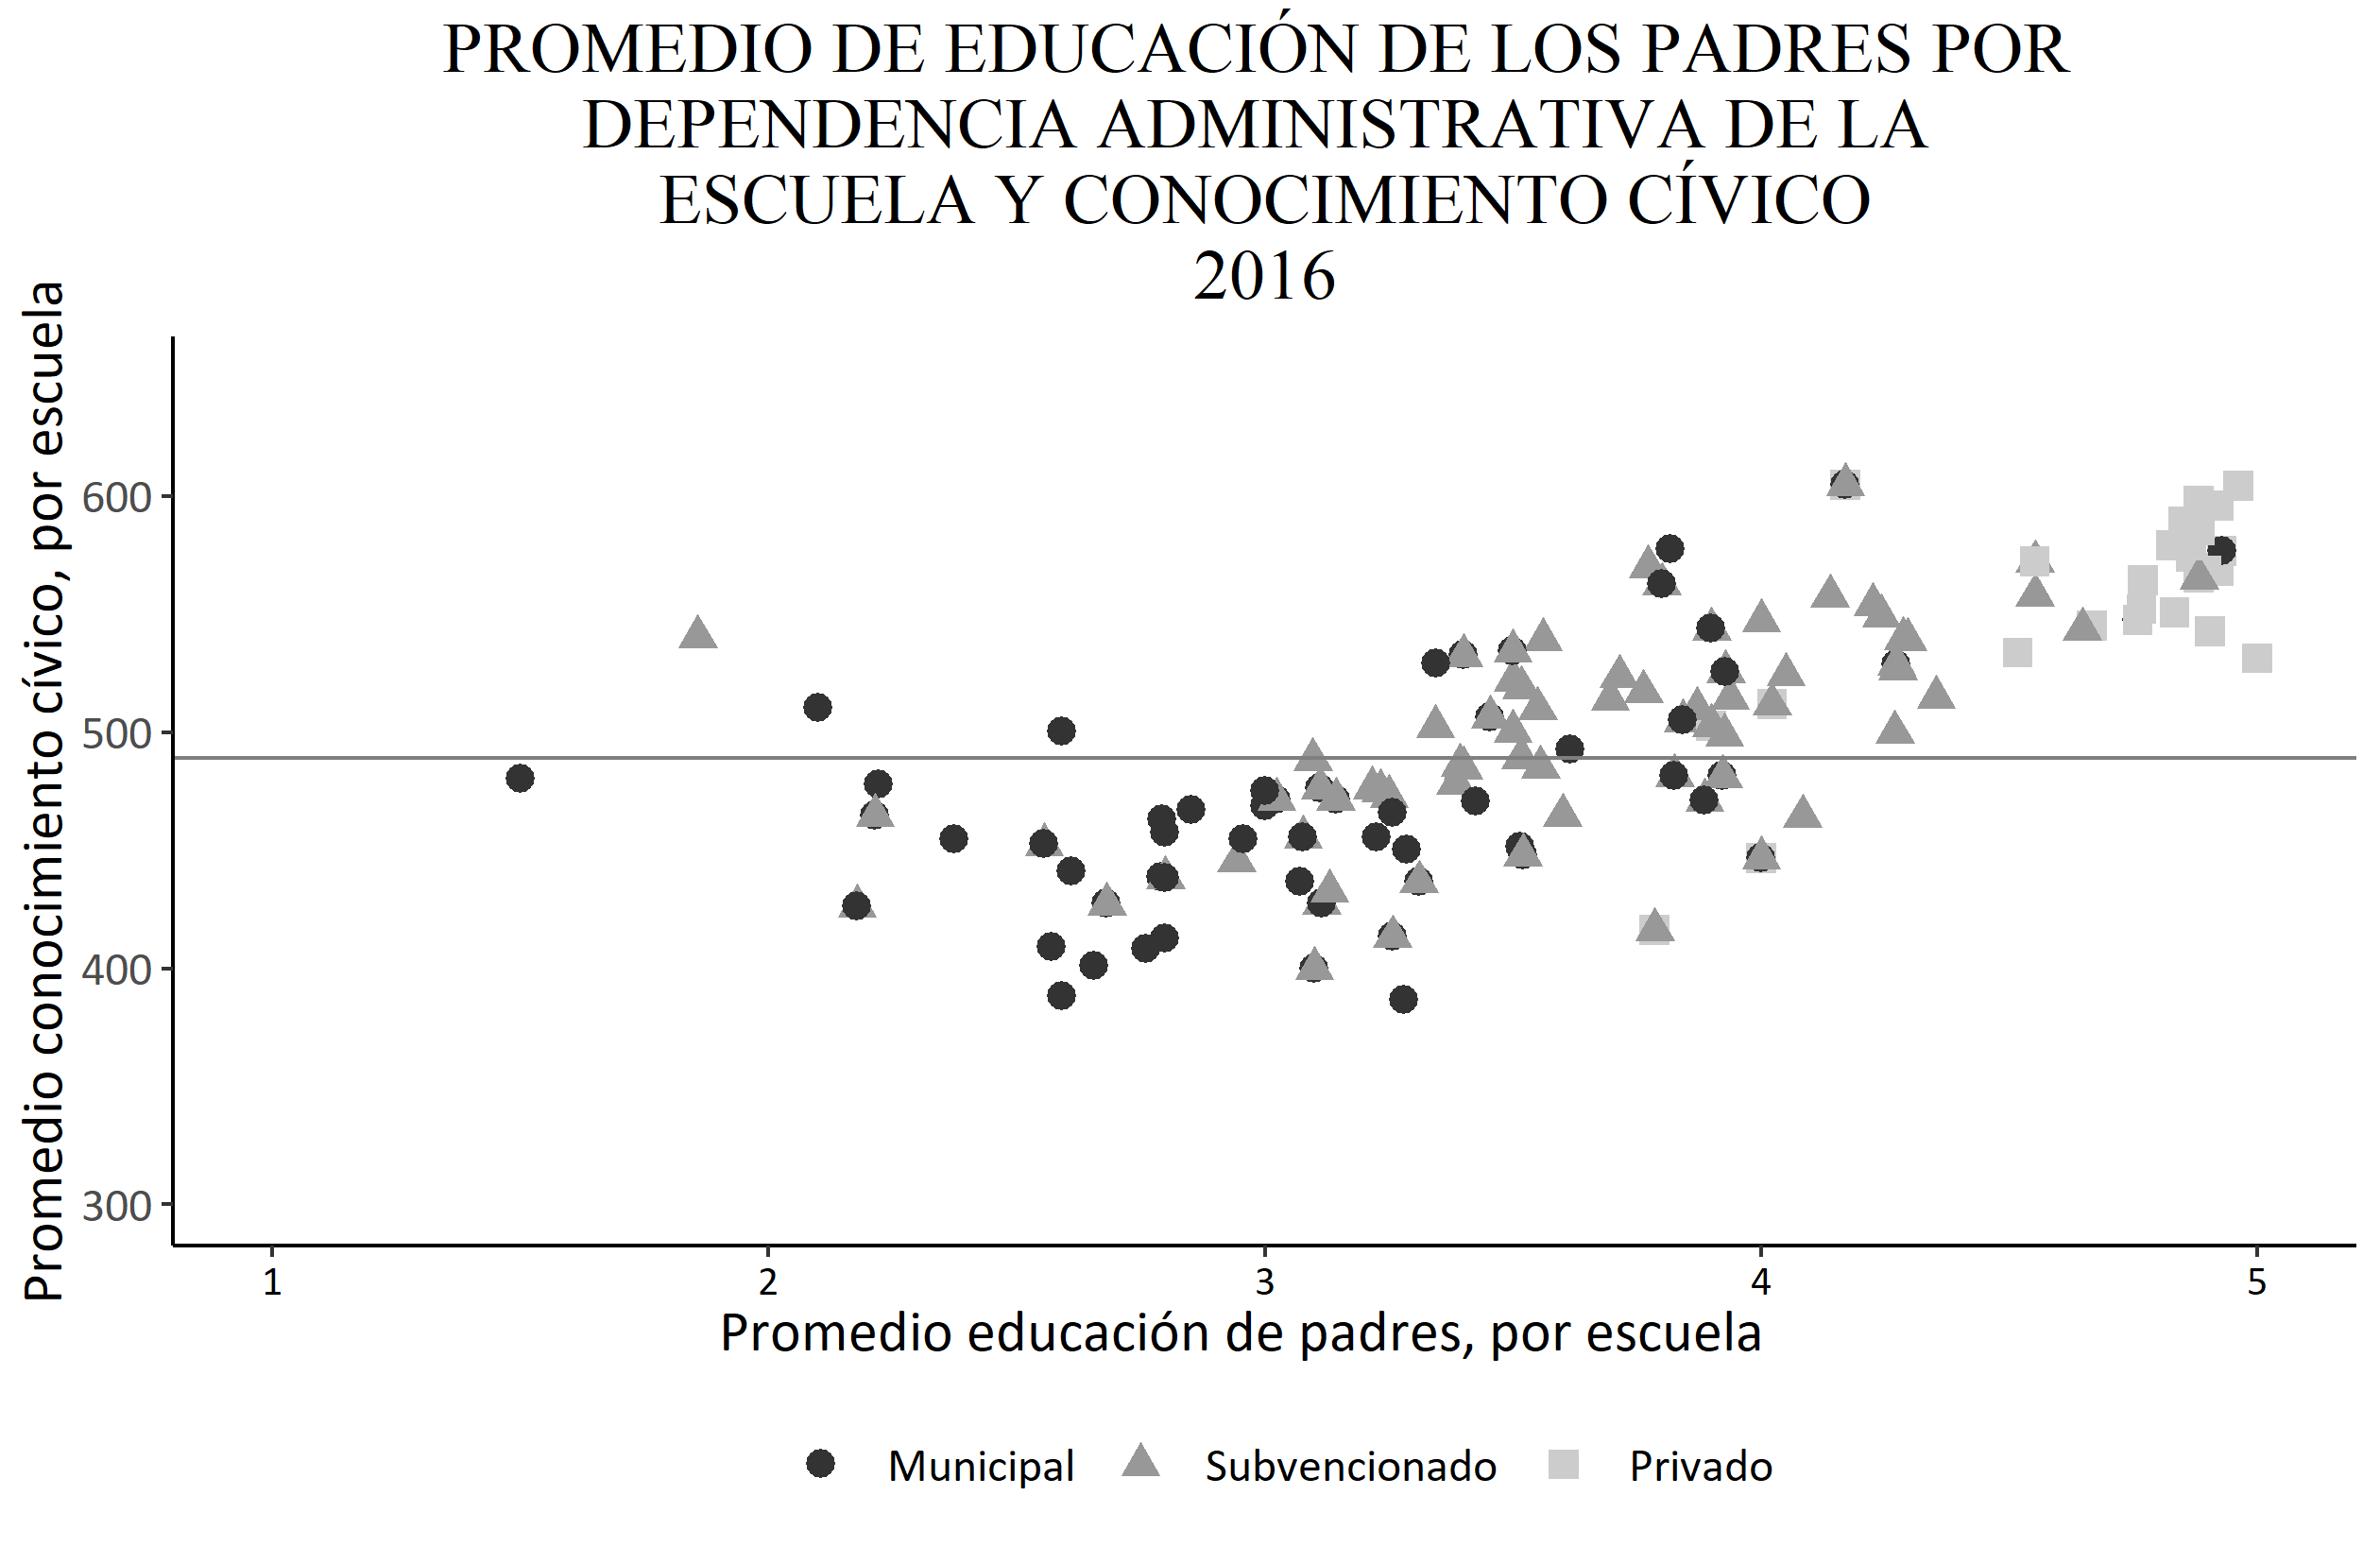 PROMEDIO DE EDUCACIÓN DE LOS PADRES POR
DEPENDENCIA ADMINISTRATIVA DE LA
ESCUELA Y CONOCIMIENTO CÍVICO
2016
Promedio conocimiento cívico, por escuela
600
500
400
300
1 2 3 4 5
Promedio educación de padres, por escuela
Municipal Subvencionado Privado